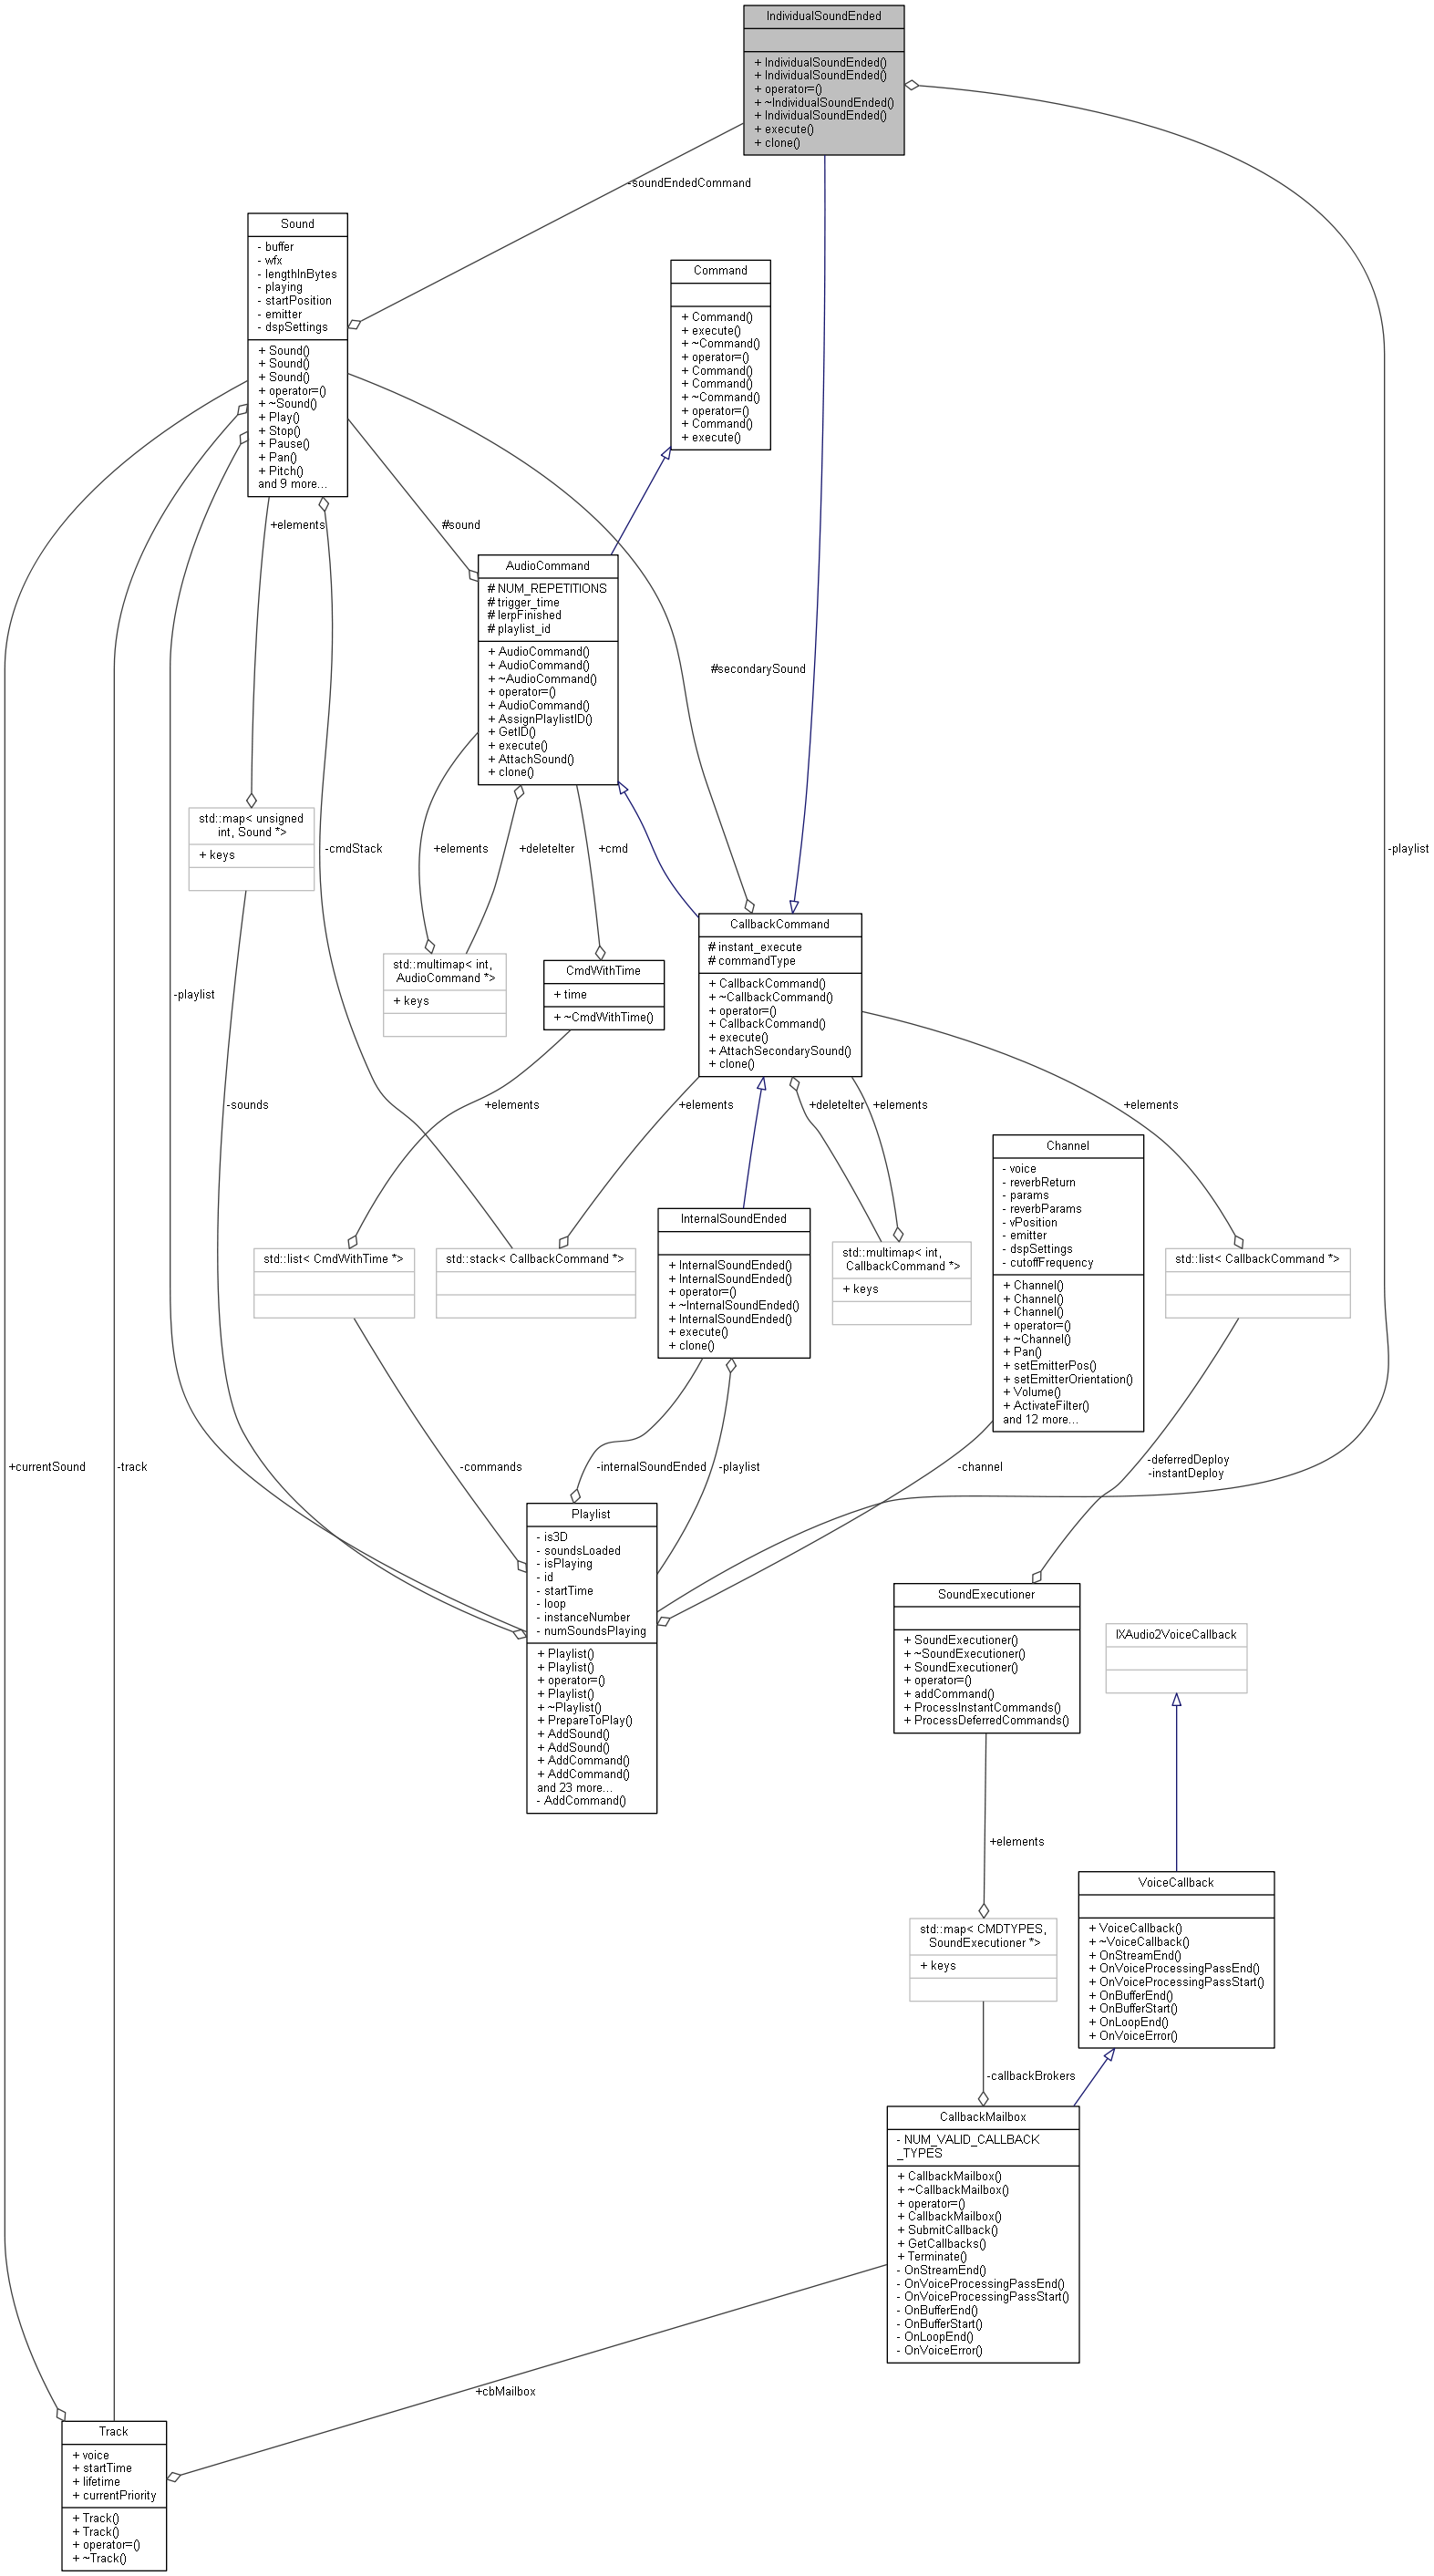 IndividualSoundEnded
+ IndividualSoundEnded()
+ IndividualSoundEnded()
+ operator=()
+ ~IndividualSoundEnded()
+ IndividualSoundEnded()
+ execute()
+ clone()
-soundEndedCommand
Sound
- buffer
- wfx
- lengthInBytes
- playing
- startPosition
- emitter
- dspSettings
+ Sound()
+ Sound()
+ Sound()
+ operator=()
+ ~Sound()
+ Play()
+ Stop()
+ Pause()
+ Pan()
+ Pitch()
and 9 more...
Command
+ Command()
+ execute()
+ ~Command()
+ operator=()
+ Command()
+ Command()
+ ~Command()
+ operator=()
+ Command()
+ execute()
+elements
#sound
AudioCommand
# NUM_REPETITIONS
# trigger_time
# lerpFinished
# playlist_id
+ AudioCommand()
+ AudioCommand()
+ ~AudioCommand()
+ operator=()
+ AudioCommand()
+ AssignPlaylistID()
+ GetID()
+ execute()
+ AttachSound()
+ clone()
#secondarySound
std::map< unsigned
int, Sound *>
+ keys
-cmdStack
+elements
+deleteIter
+cmd
-playlist
CallbackCommand
# instant_execute
# commandType
+ CallbackCommand()
+ ~CallbackCommand()
+ operator=()
+ CallbackCommand()
+ execute()
+ AttachSecondarySound()
+ clone()
std::multimap< int,
AudioCommand *>
+ keys
CmdWithTime
+ time
+ ~CmdWithTime()
-playlist
-sounds
+elements
+elements
+deleteIter
+elements
+elements
Channel
- voice
- reverbReturn
- params
- reverbParams
- vPosition
- emitter
- dspSettings
- cutoffFrequency
+ Channel()
+ Channel()
+ Channel()
+ operator=()
+ ~Channel()
+ Pan()
+ setEmitterPos()
+ setEmitterOrientation()
+ Volume()
+ ActivateFilter()
and 12 more...
InternalSoundEnded
+ InternalSoundEnded()
+ InternalSoundEnded()
+ operator=()
+ ~InternalSoundEnded()
+ InternalSoundEnded()
+ execute()
+ clone()
std::list< CmdWithTime *>
std::stack< CallbackCommand *>
std::multimap< int,
CallbackCommand *>
+ keys
std::list< CallbackCommand *>
+currentSound
-track
-commands
-internalSoundEnded
-playlist
-channel
-deferredDeploy
-instantDeploy
Playlist
- is3D
- soundsLoaded
- isPlaying
- id
- startTime
- loop
- instanceNumber
- numSoundsPlaying
+ Playlist()
+ Playlist()
+ operator=()
+ Playlist()
+ ~Playlist()
+ PrepareToPlay()
+ AddSound()
+ AddSound()
+ AddCommand()
+ AddCommand()
and 23 more...
- AddCommand()
SoundExecutioner
+ SoundExecutioner()
+ ~SoundExecutioner()
+ SoundExecutioner()
+ operator=()
+ addCommand()
+ ProcessInstantCommands()
+ ProcessDeferredCommands()
IXAudio2VoiceCallback
+elements
VoiceCallback
+ VoiceCallback()
+ ~VoiceCallback()
+ OnStreamEnd()
+ OnVoiceProcessingPassEnd()
+ OnVoiceProcessingPassStart()
+ OnBufferEnd()
+ OnBufferStart()
+ OnLoopEnd()
+ OnVoiceError()
std::map< CMDTYPES,
SoundExecutioner *>
+ keys
-callbackBrokers
CallbackMailbox
- NUM_VALID_CALLBACK
_TYPES
+ CallbackMailbox()
+ ~CallbackMailbox()
+ operator=()
+ CallbackMailbox()
+ SubmitCallback()
+ GetCallbacks()
+ Terminate()
- OnStreamEnd()
- OnVoiceProcessingPassEnd()
- OnVoiceProcessingPassStart()
- OnBufferEnd()
- OnBufferStart()
- OnLoopEnd()
- OnVoiceError()
+cbMailbox
Track
+ voice
+ startTime
+ lifetime
+ currentPriority
+ Track()
+ Track()
+ operator=()
+ ~Track()